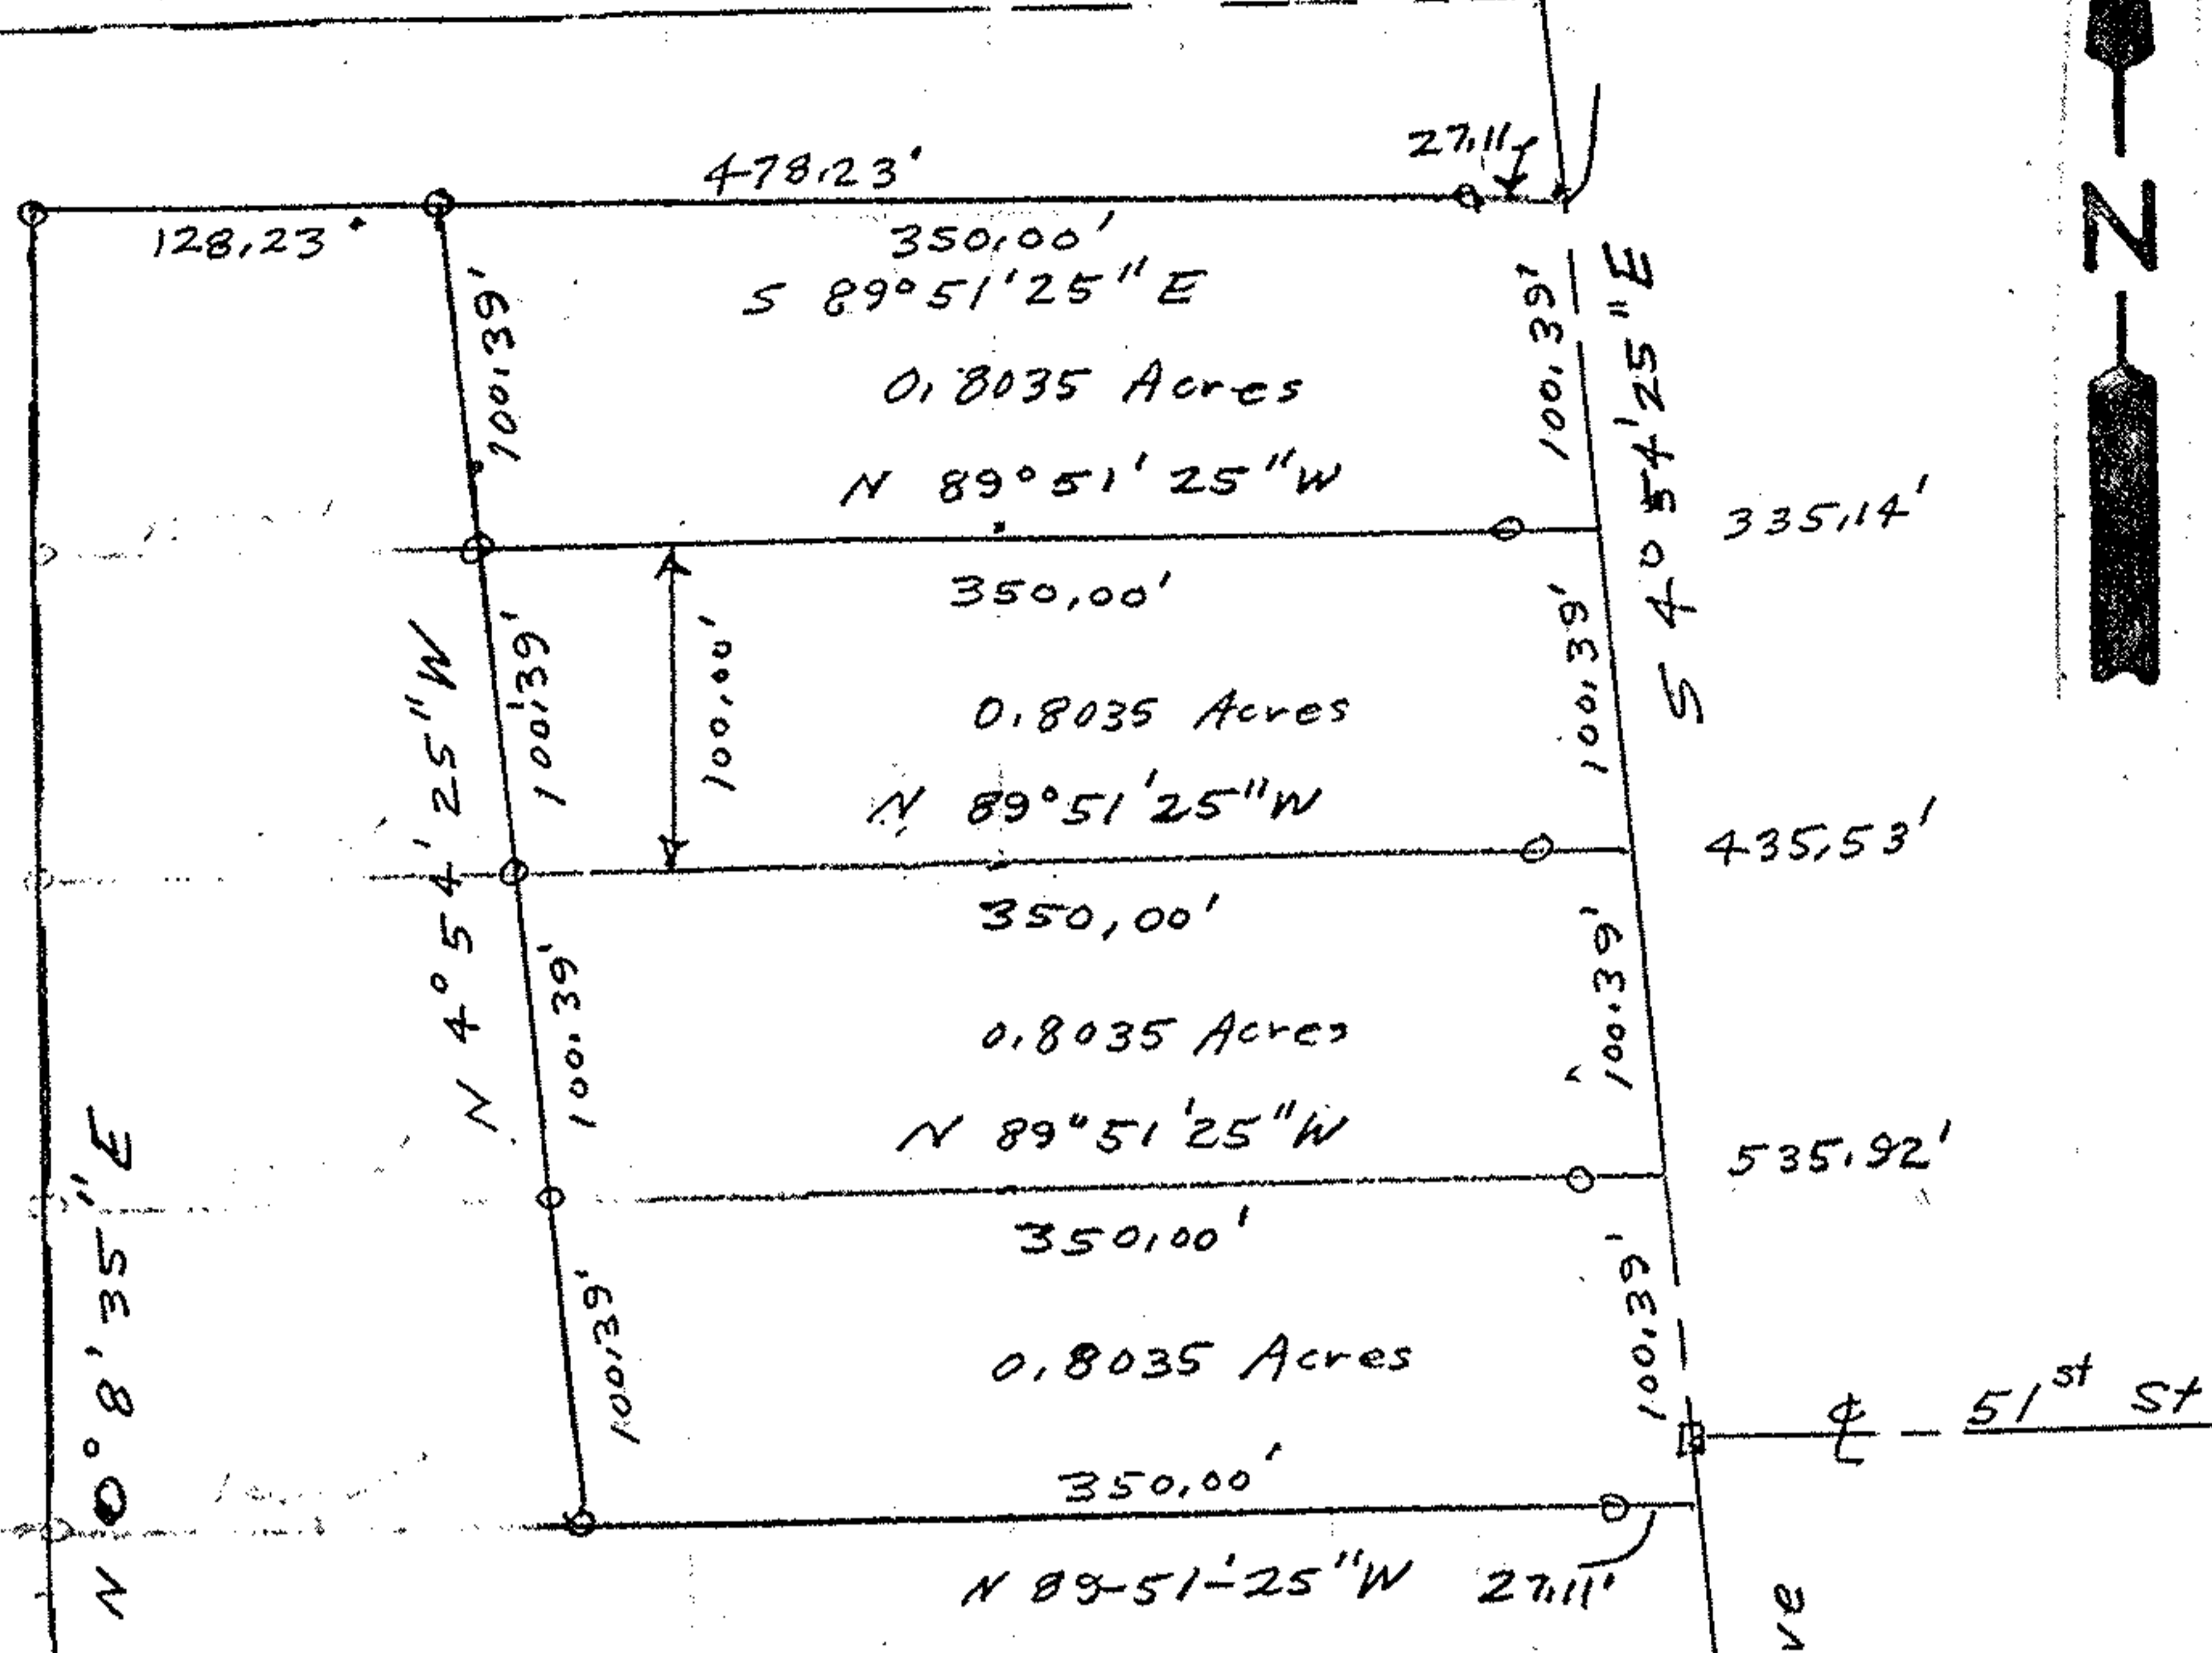 27.11'
478.23'
128.23'
350.00'
S 89°51'25"E
N
100.39'
100.39'
S 4°54'25"E
0.8035 Acres
N 89°51'25"W
335.14'
350.00'
100.39'
100.00'
100.39'
N 4°54'25"W
0.8035 Acres
N 89°51'25"W
435.53'
350.00'
100.39'
100.39'
0.8035 Acres
N 89°51'25"W
535.92'
350.00'
N 0°8'35"E
100.39'
100.39'
0.8035 Acres
℄ 51st St
350.00'
N 89-51-25"W 27.11'
ve